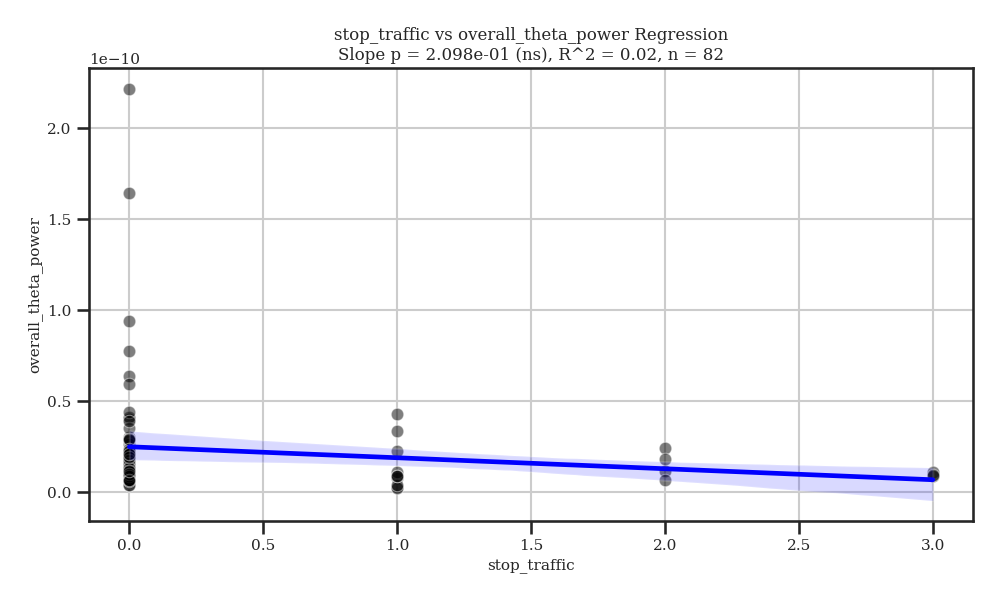 stop_traffic vs overall_theta_power Regression
Slope p = 2.098e-01 (ns), R^2 = 0.02, n = 82
1e−10
2.0
1.5
1.0
0.5
0.0
overall_theta_power
0.0 0.5 1.0 1.5 2.0 2.5 3.0
stop_traffic